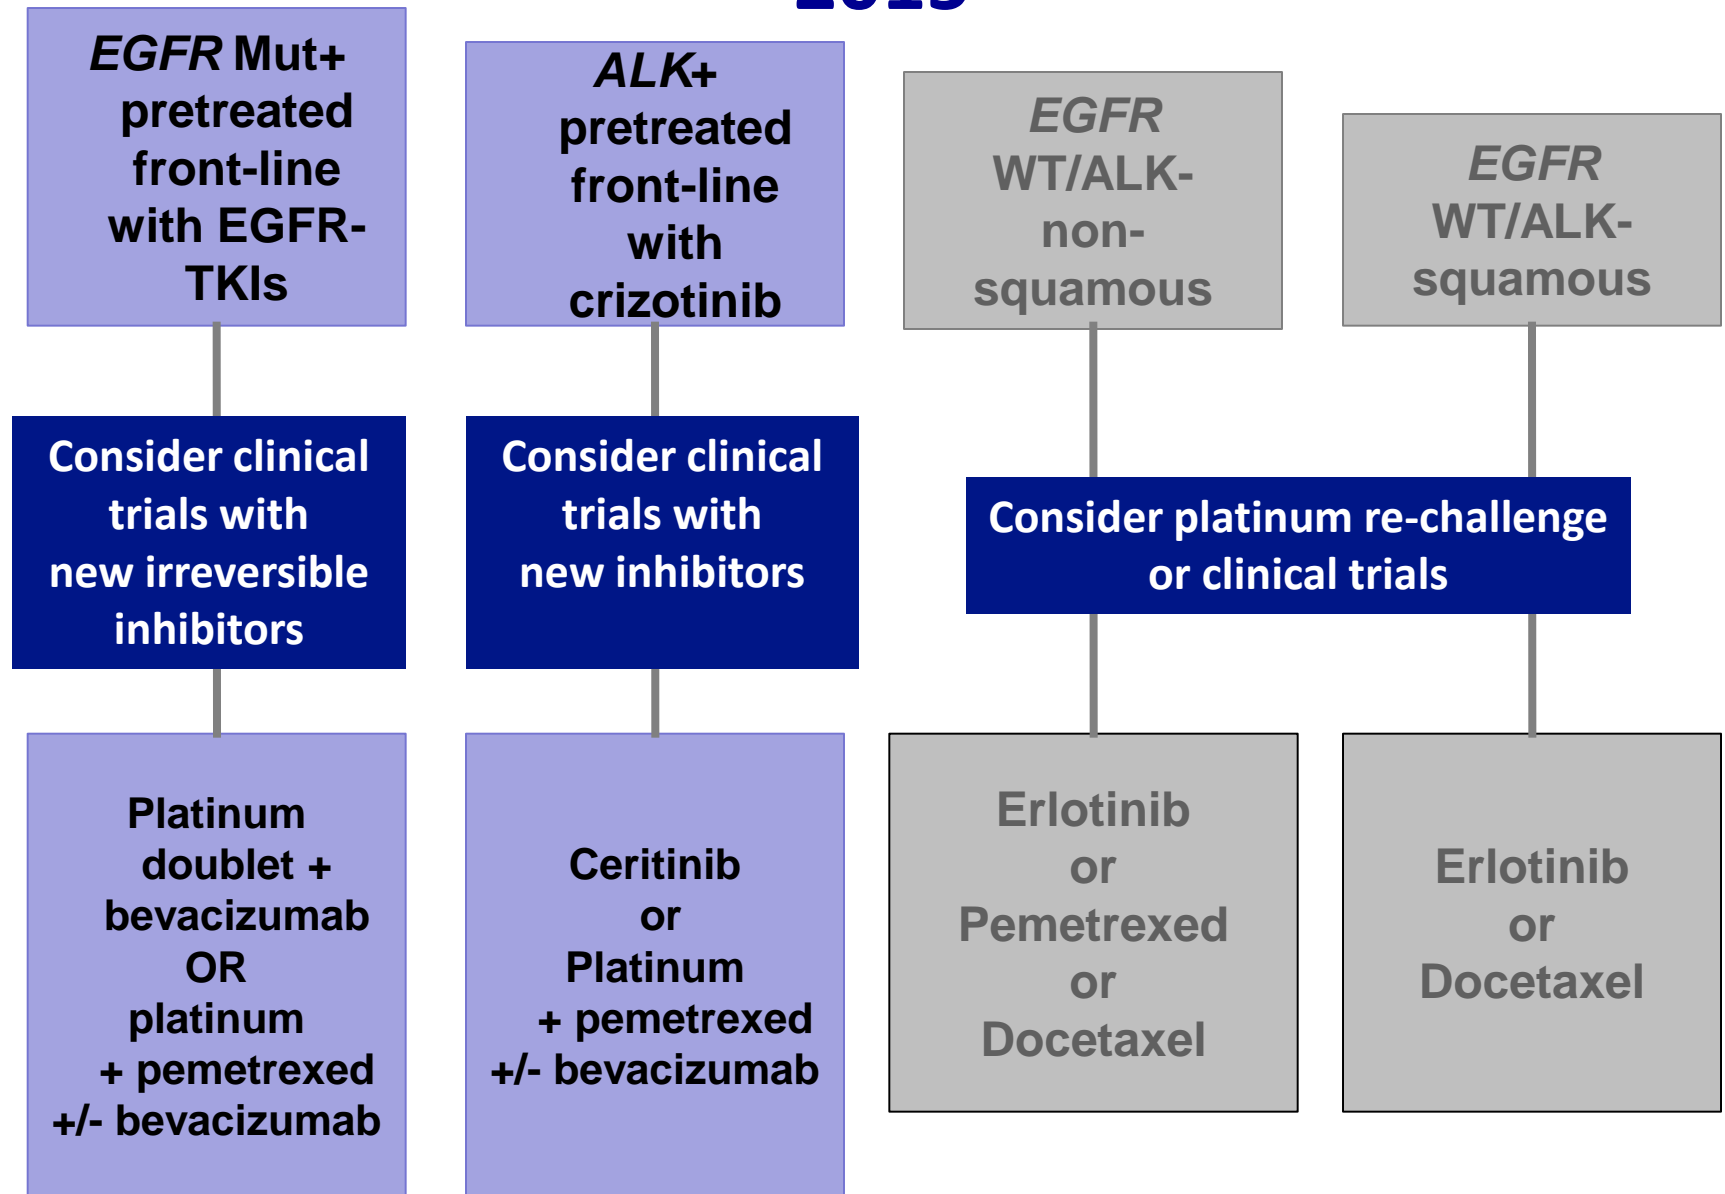 EGFR Mut+
pretreated
front-line
with EGFR-
TKIs
ALK+
pretreated
front-line
with
crizotinib
EGFR
WT/ALK-
non-
squamous
EGFR
WT/ALK-
squamous
Consider clinical
trials with
new irreversible
inhibitors
Consider clinical
trials with
new inhibitors
Consider platinum re-challenge
or clinical trials
Platinum
doublet +
bevacizumab
OR
platinum
+ pemetrexed
+/- bevacizumab
Ceritinib
or
Platinum
+ pemetrexed
+/- bevacizumab
Erlotinib
or
Pemetrexed
or
Docetaxel
Erlotinib
or
Docetaxel